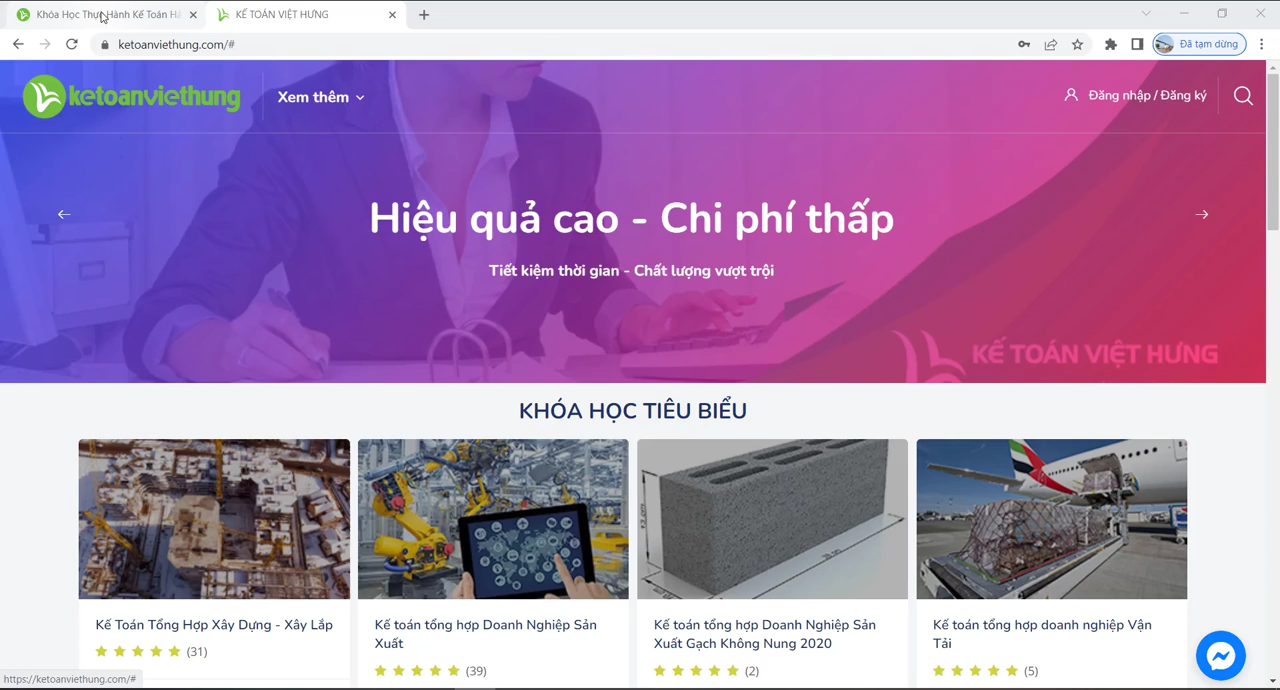 Khóa Học Thực Hành Kế Toán H
KẾ TOÁN VIỆT HƯNG
ketoanviethung.com/#
Đã tạm dừng
ketoanviethung
Xem thêm
Đăng nhập / Đăng ký
Hiệu quả cao - Chi phí thấp
Tiết kiệm thời gian - Chất lượng vượt trội
KẾ TOÁN VIỆT HƯNG
KHÓA HỌC TIÊU BIỂU
Kế Toán Tổng Hợp Xây Dựng - Xây Lắp
(31)
Kế toán tổng hợp Doanh Nghiệp Sản
Xuất
(39)
Kế toán tổng hợp Doanh Nghiệp Sản
Xuất Gạch Không Nung 2020
(2)
Kế toán tổng hợp doanh nghiệp Vận
Tải
(5)
https://ketoanviethung.com/#